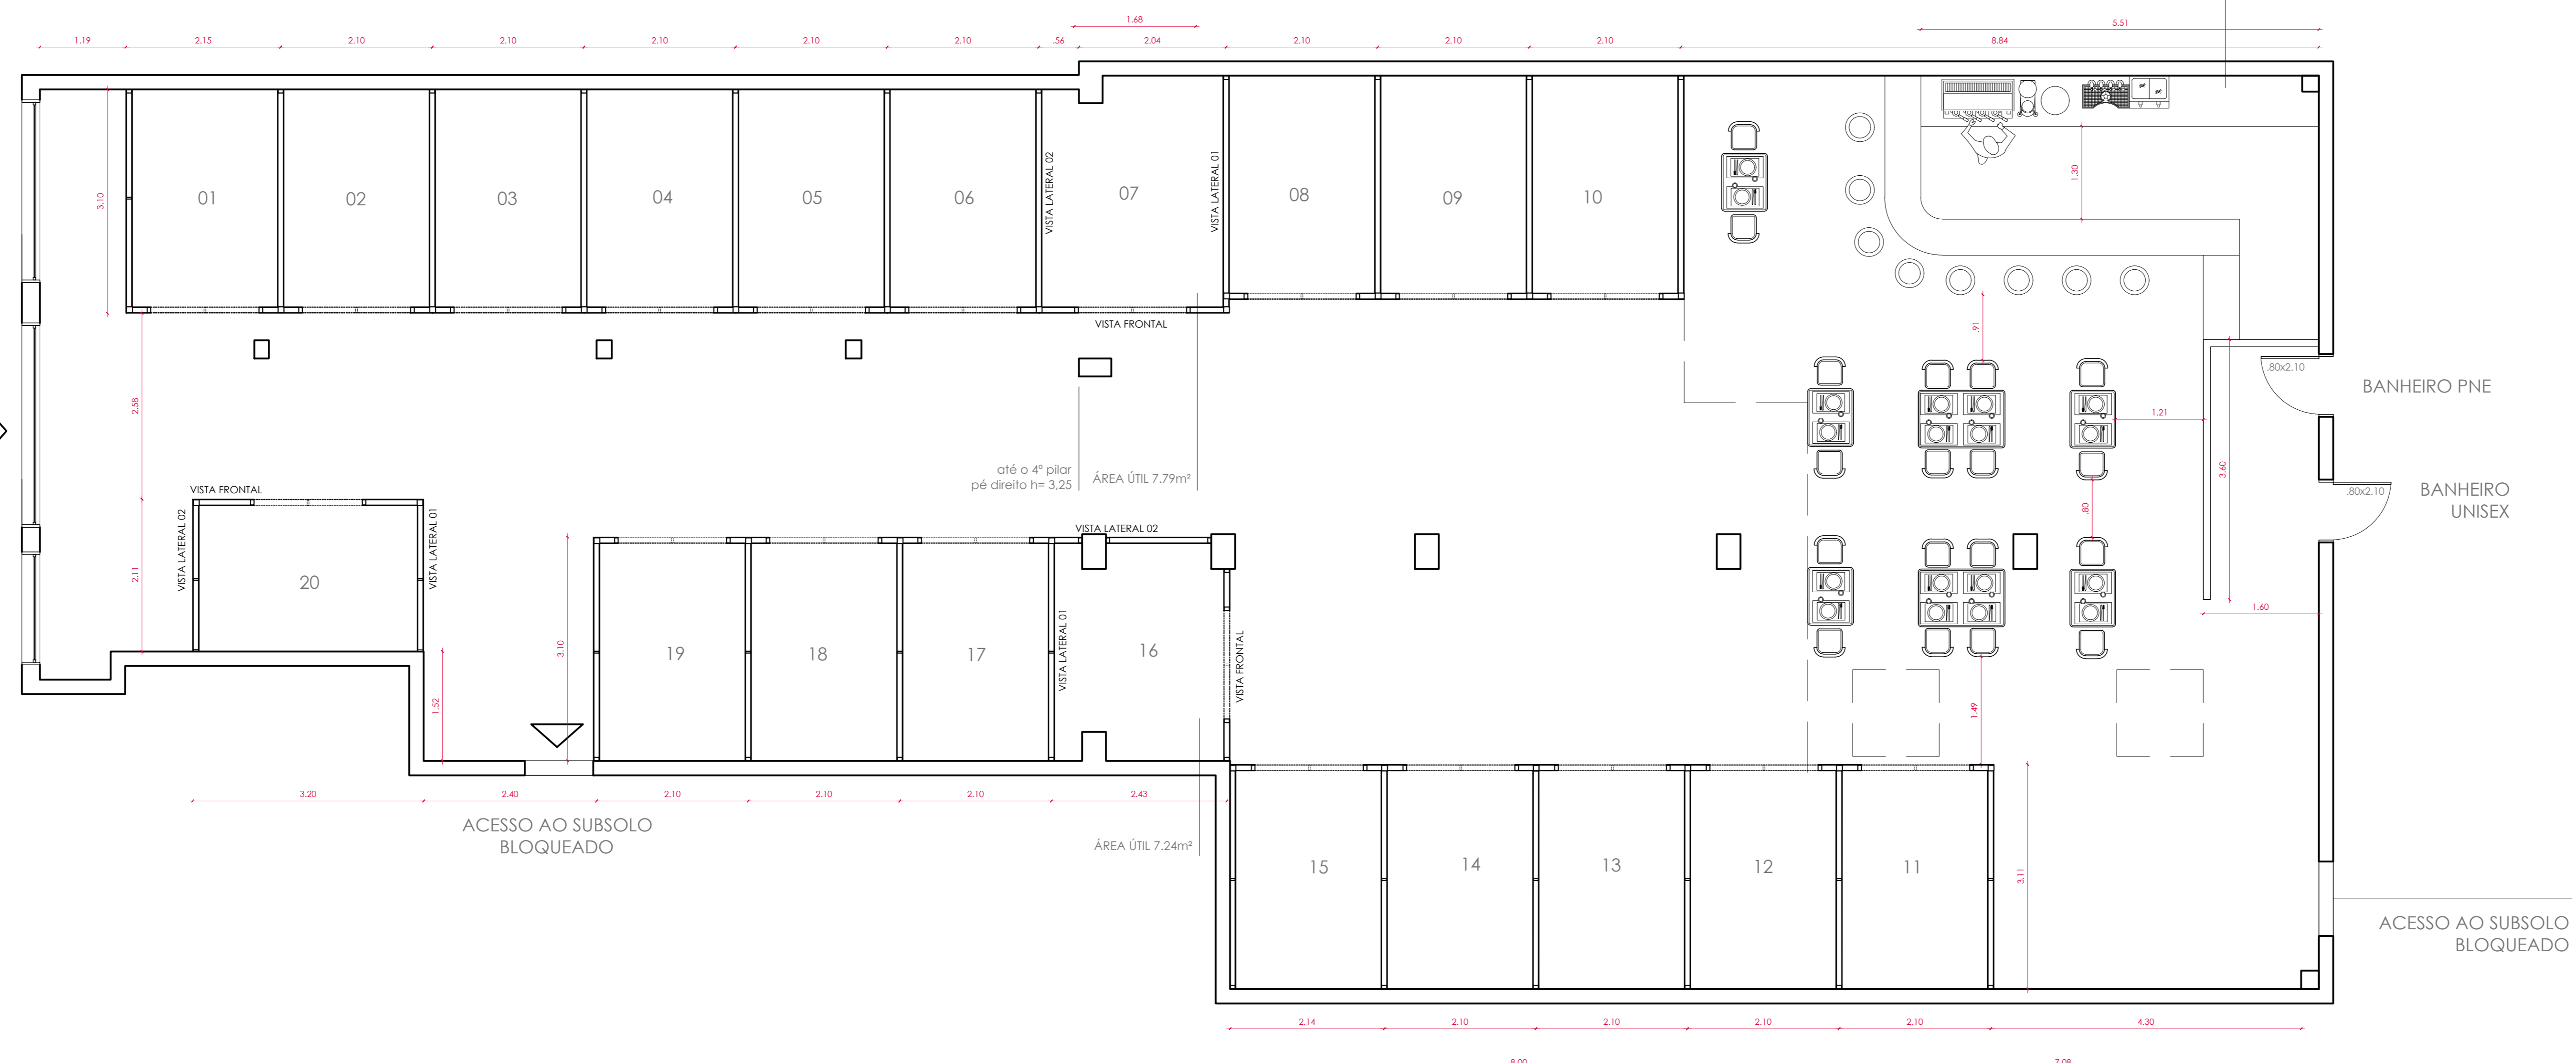 1.68
5.51
1.19
2.15
2.10
2.10
2.10
2.10
2.10
.56
2.04
2.10
2.10
2.10
8.84
3.10
01
02
03
04
05
06
VISTA LATERAL 02
07
VISTA LATERAL 01
08
09
10
1.30
VISTA FRONTAL
.91
.80x2.10
BANHEIRO PNE
2.58
1.21
até o 4º pilar
pé direito h= 3,25
ÁREA ÚTIL 7.79m²
3.60
VISTA FRONTAL
.80x2.10
BANHEIRO
UNISEX
.80
VISTA LATERAL 02
VISTA LATERAL 02
VISTA LATERAL 01
2.11
20
1.60
3.10
19
18
17
VISTA LATERAL 01
16
VISTA FRONTAL
1.52
1.49
3.20
2.40
2.10
2.10
2.10
2.43
ACESSO AO SUBSOLO
BLOQUEADO
ÁREA ÚTIL 7.24m²
15
14
13
12
11
3.11
ACESSO AO SUBSOLO
BLOQUEADO
2.14
2.10
2.10
2.10
2.10
4.30
8.00
7.08